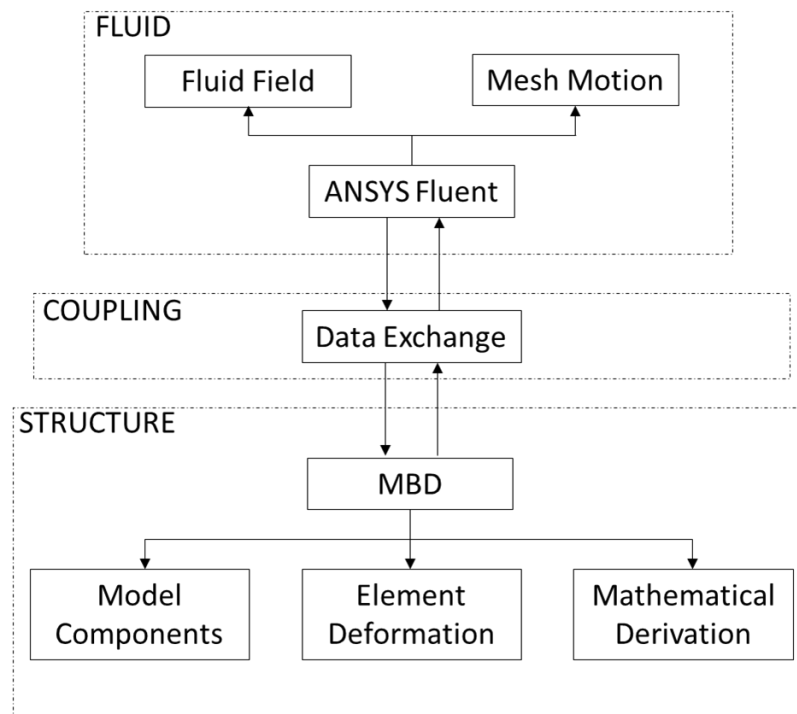 FLUID
Fluid Field
Mesh Motion
ANSYS Fluent
COUPLING
Data Exchange
STRUCTURE
MBD
Model
Components
Element
Deformation
Mathematical
Derivation